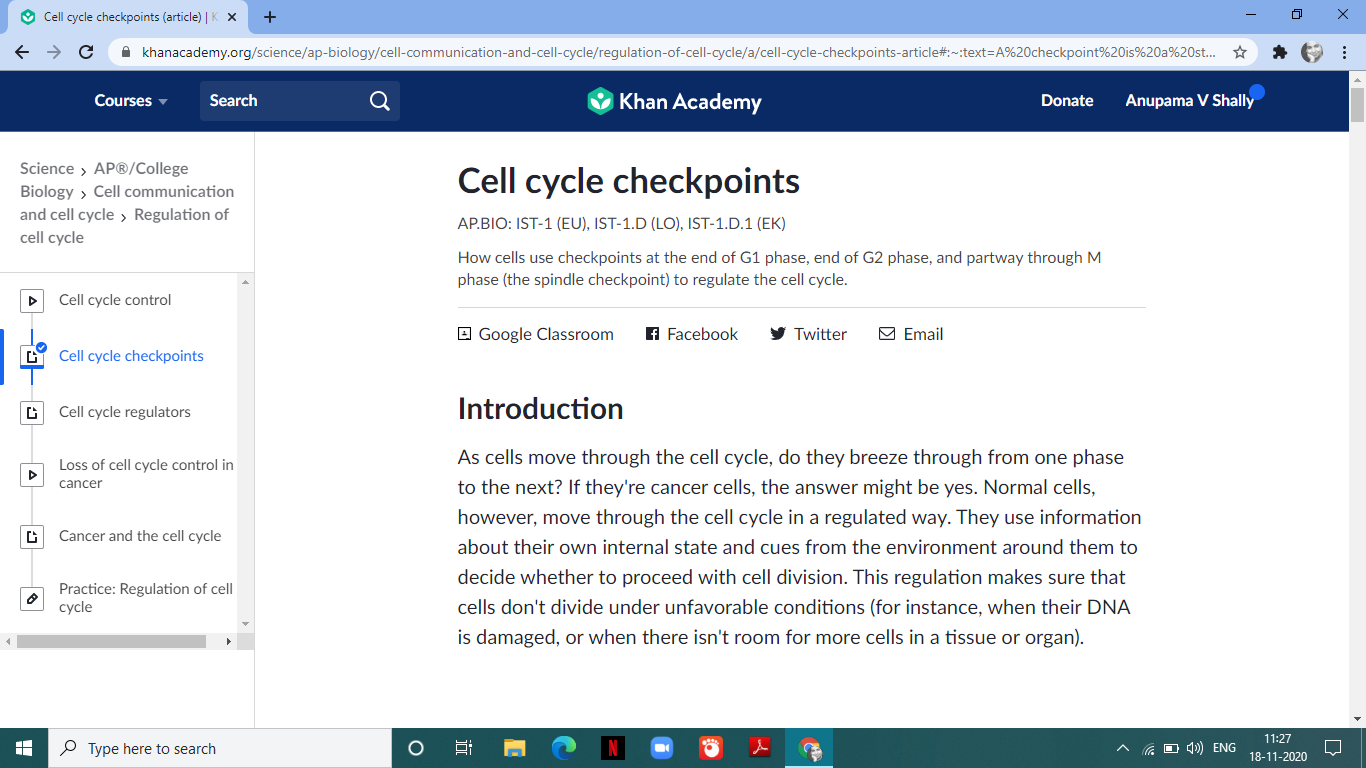 Cell cycle checkpoints (article) | K
khanacademy.org/science/ap-biology/cell-communication-and-cell-cycle/regulation-of-cell-cycle/a/cell-cycle-checkpoints-article#:~:text=A%20checkpoint%20is%20a%20st...
Courses
Search
Khan Academy
Donate
Anupama V Shally
Science > AP®/College
Biology > Cell communication
and cell cycle > Regulation of
cell cycle
Cell cycle control
Cell cycle checkpoints
Cell cycle regulators
Loss of cell cycle control in
cancer
Cancer and the cell cycle
Practice: Regulation of cell
cycle
Cell cycle checkpoints
AP.BIO: IST-1 (EU), IST-1.D (LO), IST-1.D.1 (EK)
How cells use checkpoints at the end of G1 phase, end of G2 phase, and partway through M
phase (the spindle checkpoint) to regulate the cell cycle.
Google Classroom
Facebook
Twitter
Email
Introduction
As cells move through the cell cycle, do they breeze through from one phase
to the next? If they're cancer cells, the answer might be yes. Normal cells,
however, move through the cell cycle in a regulated way. They use information
about their own internal state and cues from the environment around them to
decide whether to proceed with cell division. This regulation makes sure that
cells don't divide under unfavorable conditions (for instance, when their DNA
is damaged, or when there isn't room for more cells in a tissue or organ).
Type here to search
N
ENG
11:27
18-11-2020